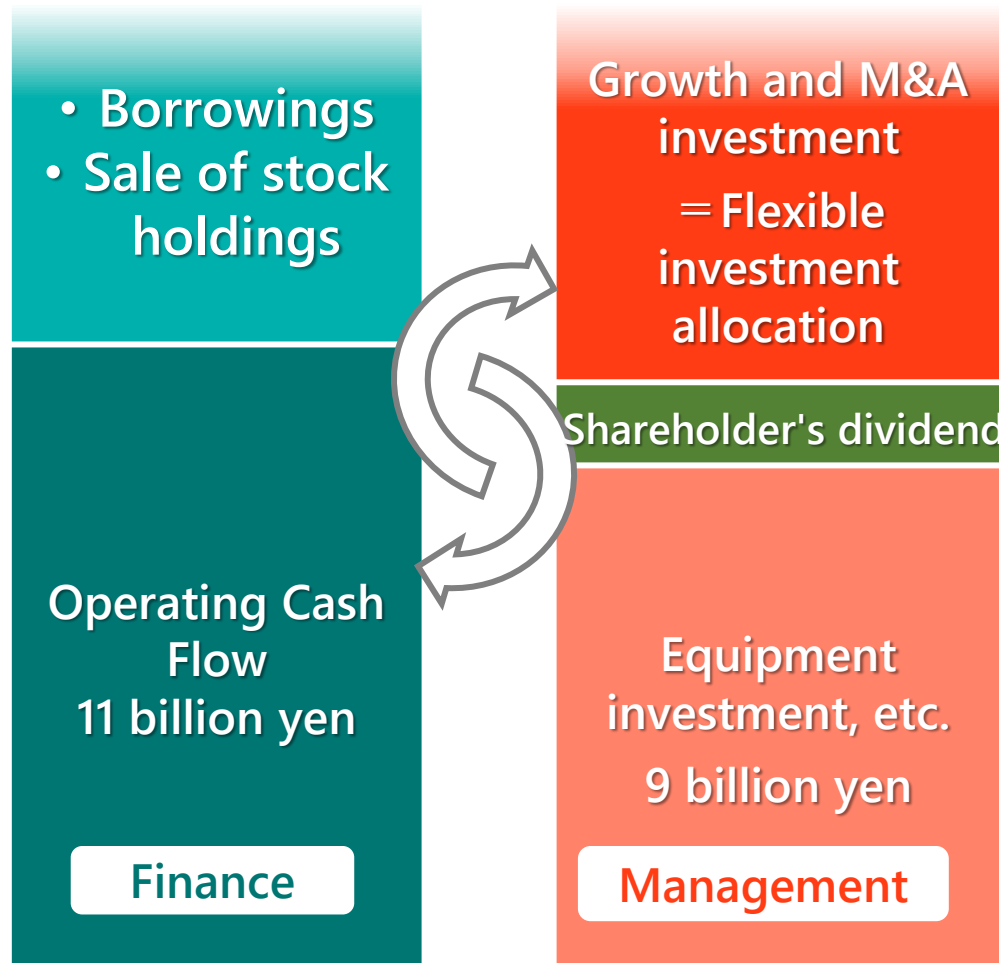 • Borrowings
• Sale of stock
holdings
Operating Cash
Flow
11 billion yen
Finance
Growth and M&A
investment
＝Flexible
investment
allocation
Shareholder's dividend
Equipment
investment, etc.
9 billion yen
Management